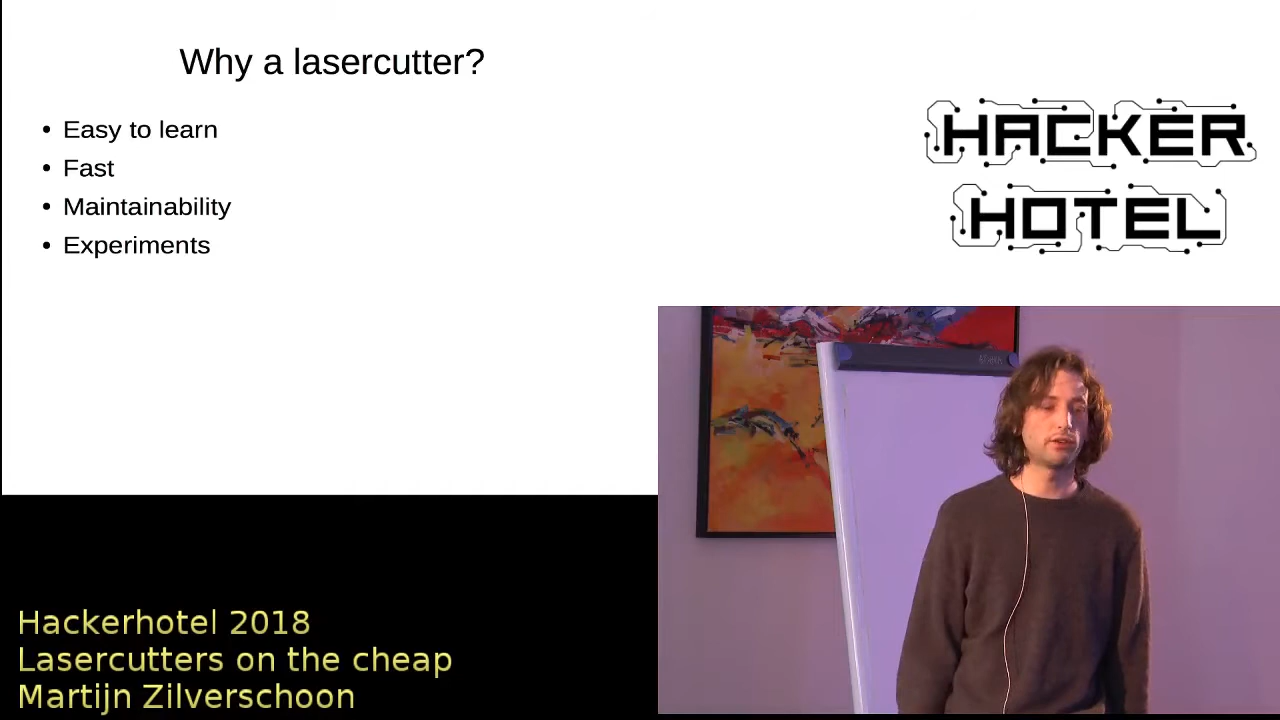 Why a lasercutter?
• Easy to learn
• Fast
• Maintainability
• Experiments
HACKER
HOTEL
Hackerhotel 2018
Lasercutters on the cheap
Martijn Zilverschoon